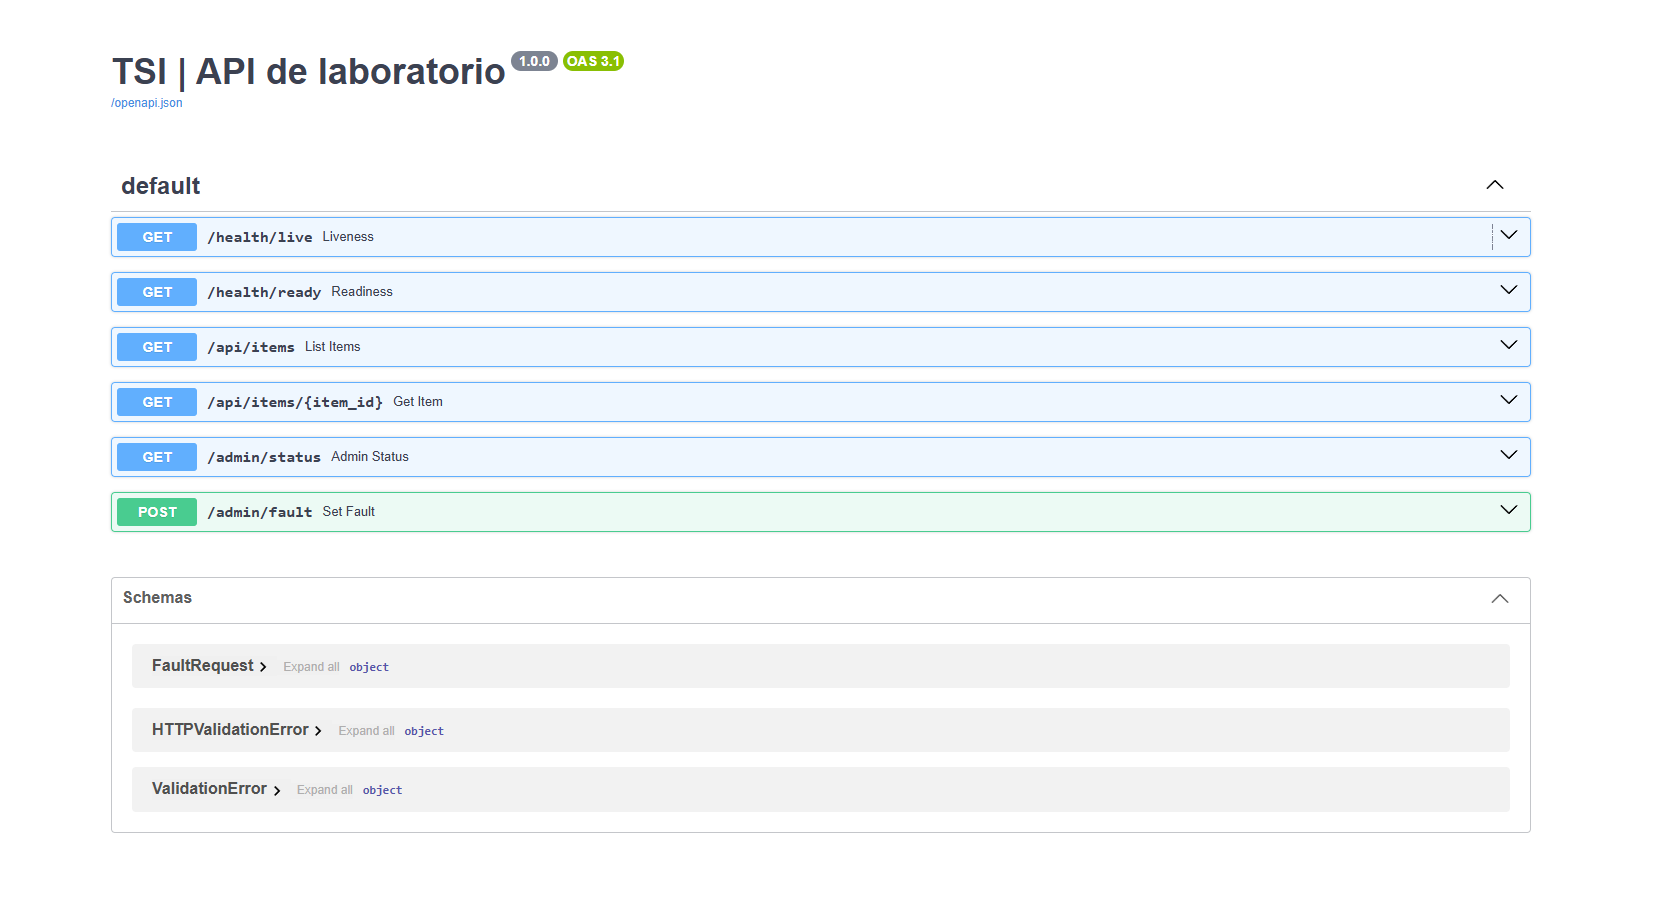 TSI | API de laboratorio 1.0.0 OAS 3.1
/openapi.json
default
GET /health/live Liveness
GET /health/ready Readiness
GET /api/items List Items
GET /api/items/{item_id} Get Item
GET /admin/status Admin Status
POST /admin/fault Set Fault
Schemas
FaultRequest Expand all object
HTTPValidationError Expand all object
ValidationError Expand all object